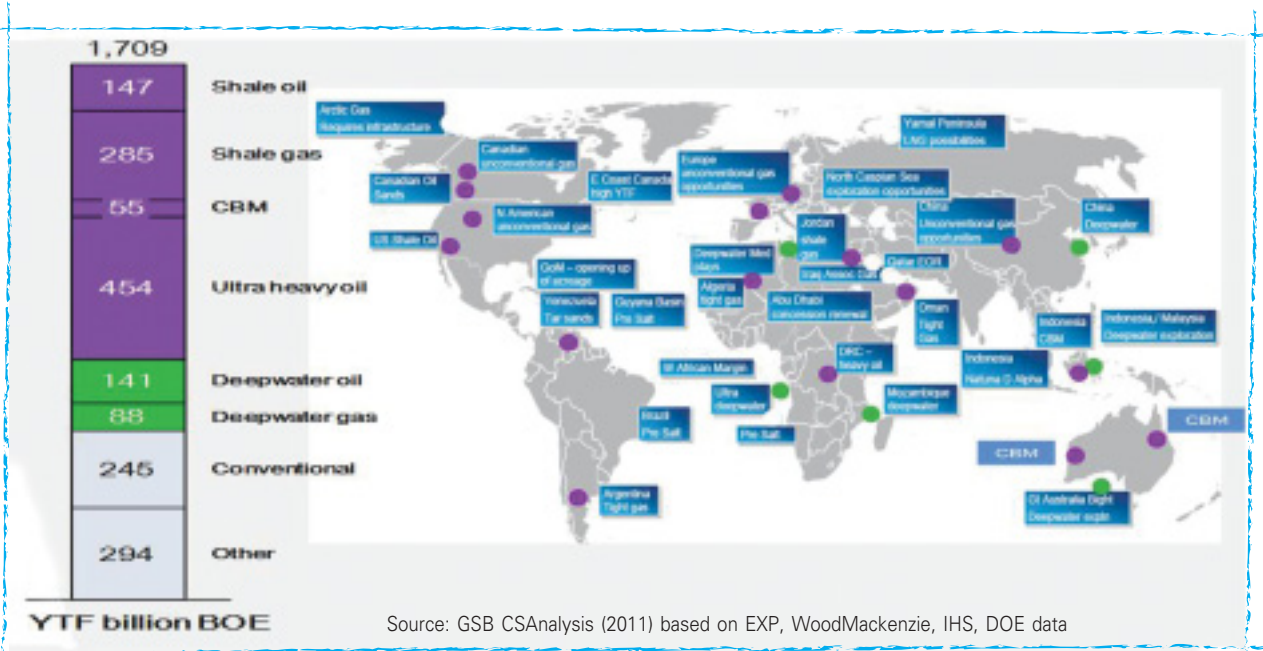 1,709
147
Shale oil
285
Shale gas
55
CBM
454
Ultra heavy oil
141
Deepwater oil
88
Deepwater gas
245
Conventional
294
Other
YTF billion BOE
Arctic Gas
Requires infrastructure
Canadian
unconventional gas
Canadian Oil
Sands
E Coast Canada
high YTF
N American
unconventional gas
US Shale Oil
GoM – opening up
of acreage
Venezuela
Tar sands
Guyana Basin
Pre Salt
Brazil
Pre Salt
Argentina
Tight gas
Europe
unconventional gas
opportunities
Yamal Peninsula
LNG possibilities
North Caspian Sea
exploration opportunities
China
Unconventional gas
opportunities
China
Deepwater
Jordan
shale
gas
Deepwater Med
plays
Iraq Assoc Gas
Qatar EOR
Algeria
tight gas
Abu Dhabi
concession renewal
Oman
Tight
Gas
DRC –
heavy oil
W African Margin
Ultra
deepwater
Pre Salt
Mozambique
deepwater
Indonesia
CBM
Indonesia / Malaysia
Deepwater exploration
Indonesia
Natuna D Alpha
CBM
CBM
Gt Australia Bight
Deepwater expln
Source: GSB CSAnalysis (2011) based on EXP, WoodMackenzie, IHS, DOE data